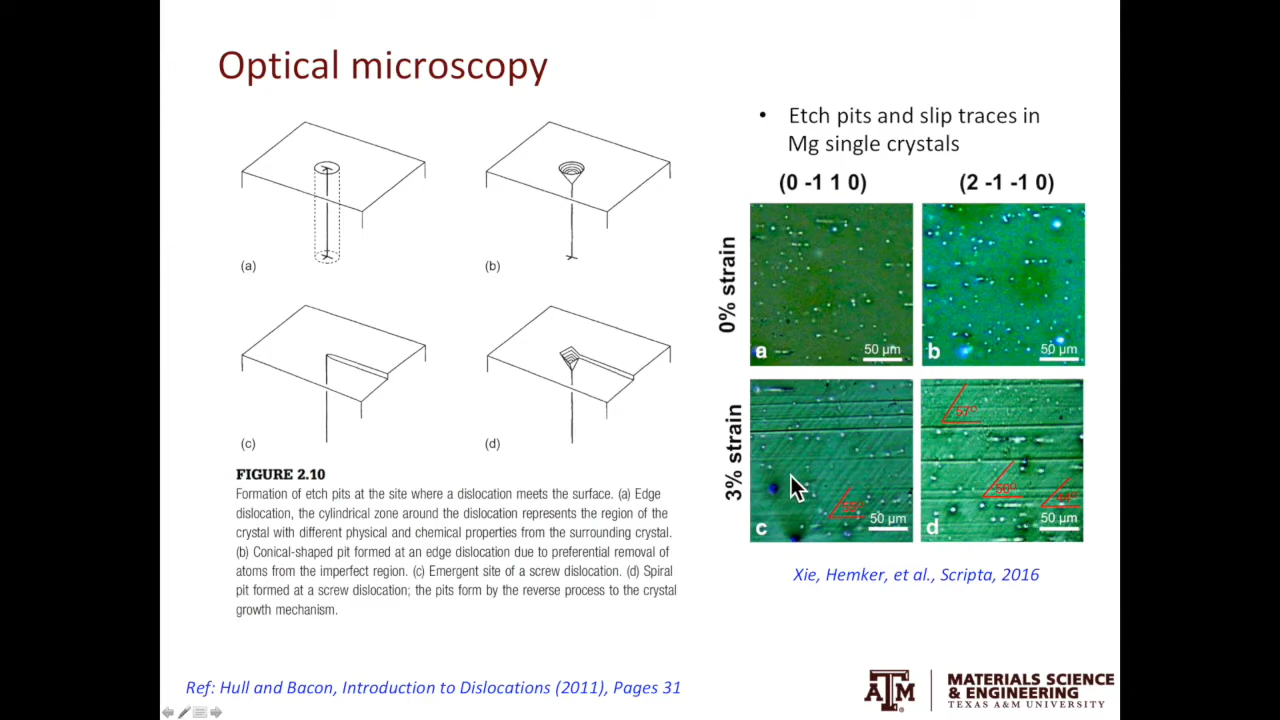 Optical microscopy
(a)
(b)
(c)
(d)
FIGURE 2.10
Formation of etch pits at the site where a dislocation meets the surface. (a) Edge
dislocation, the cylindrical zone around the dislocation represents the region of the
crystal with different physical and chemical properties from the surrounding crystal.
(b) Conical-shaped pit formed at an edge dislocation due to preferential removal of
atoms from the imperfect region. (c) Emergent site of a screw dislocation. (d) Spiral
pit formed at a screw dislocation; the pits form by the reverse process to the crystal
growth mechanism.
• Etch pits and slip traces in
Mg single crystals
(0 -1 1 0)
(2 -1 -1 0)
0% strain
a
50 µm
b
50 µm
3% strain
c
50 µm
d
50 µm
Xie, Hemker, et al., Scripta, 2016
Ref: Hull and Bacon, Introduction to Dislocations (2011), Pages 31
ATM
MATERIALS SCIENCE
& ENGINEERING
TEXAS A&M UNIVERSITY